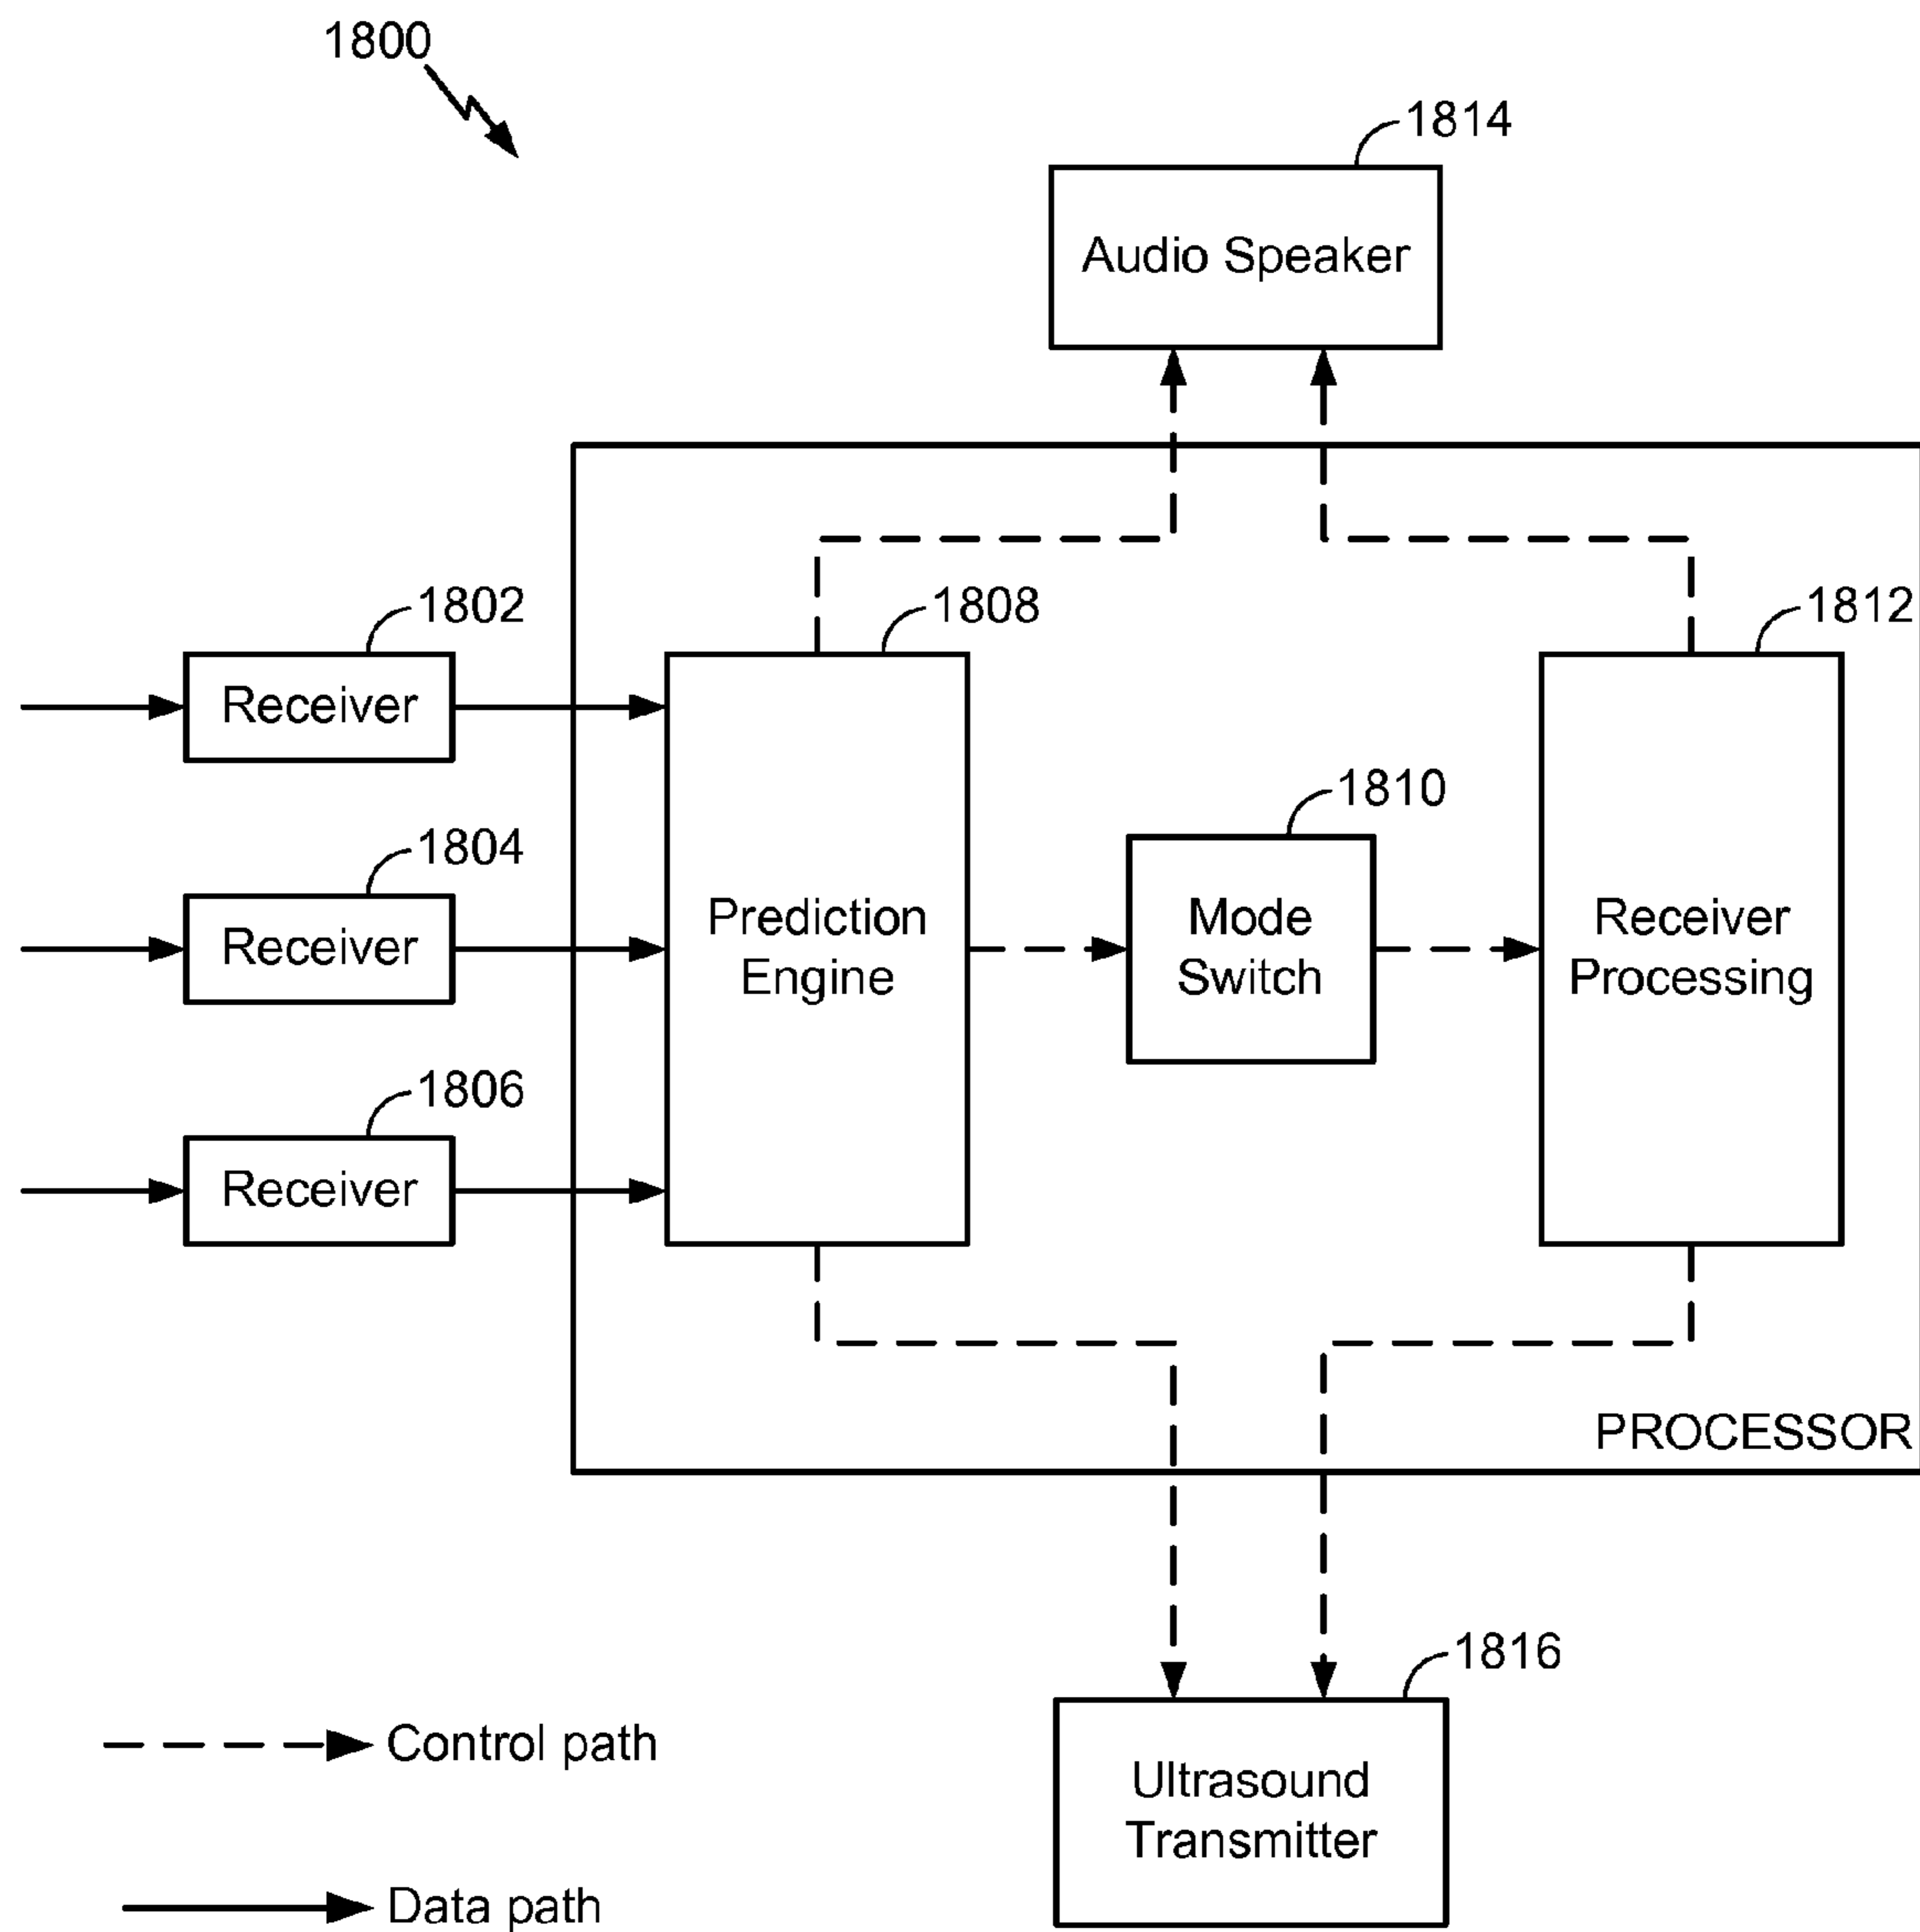 1800
1814
Audio Speaker
1802
1808
1812
Receiver
1810
1804
Receiver
Prediction
Engine
Mode
Switch
Receiver
Processing
1806
Receiver
PROCESSOR
1816
Control path
Ultrasound
Transmitter
Data path